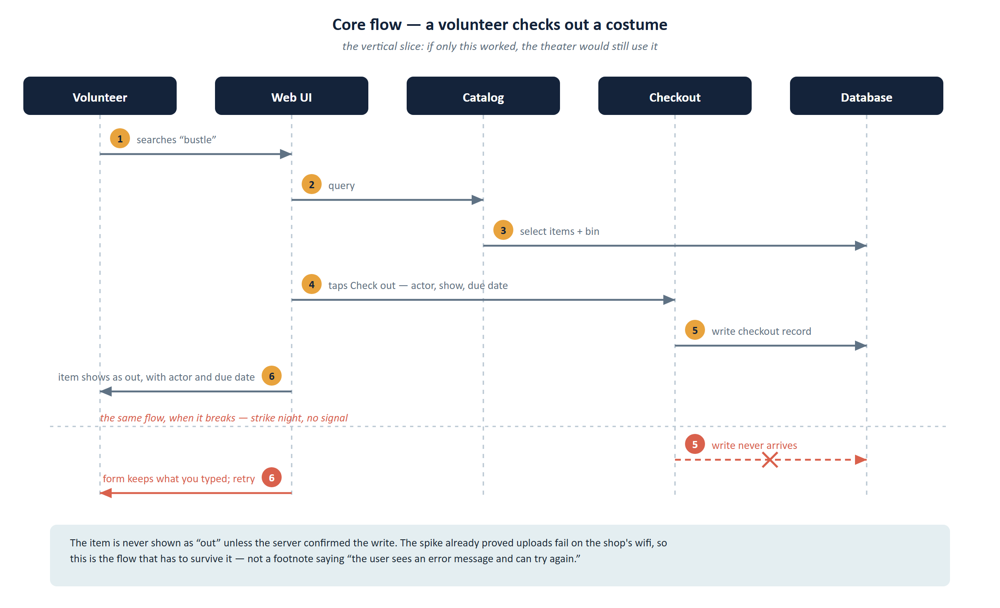 Core flow — a volunteer checks out a costume
the vertical slice: if only this worked, the theater would still use it
Volunteer
Web UI
Catalog
Checkout
Database
1 searches “bustle”
2 query
3 select items + bin
4 taps Check out — actor, show, due date
5 write checkout record
item shows as out, with actor and due date 6
the same flow, when it breaks — strike night, no signal
5 write never arrives
form keeps what you typed; retry 6
The item is never shown as “out” unless the server confirmed the write. The spike already proved uploads fail on the shop's wifi, so
this is the flow that has to survive it — not a footnote saying “the user sees an error message and can try again.”